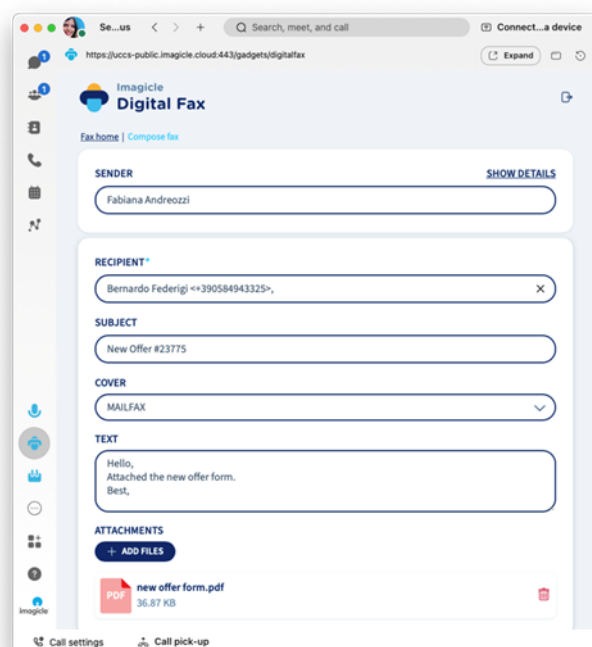 Se...us
Search, meet, and call
Connect...a device
1
https://uccs-public.imagicle.cloud:443/gadgets/digitalfax
Expand
1
Imagicle
Digital Fax
Fax home | Compose fax
SENDER
SHOW DETAILS
Fabiana Andreozzi
RECIPIENT*
Bernardo Federigi <+390584943325>,
SUBJECT
New Offer #23775
COVER
MAILFAX
TEXT
Hello,
Attached the new offer form.
Best,
ATTACHMENTS
+ ADD FILES
PDF
new offer form.pdf
36.87 KB
imagicle
Call settings
Call pick-up